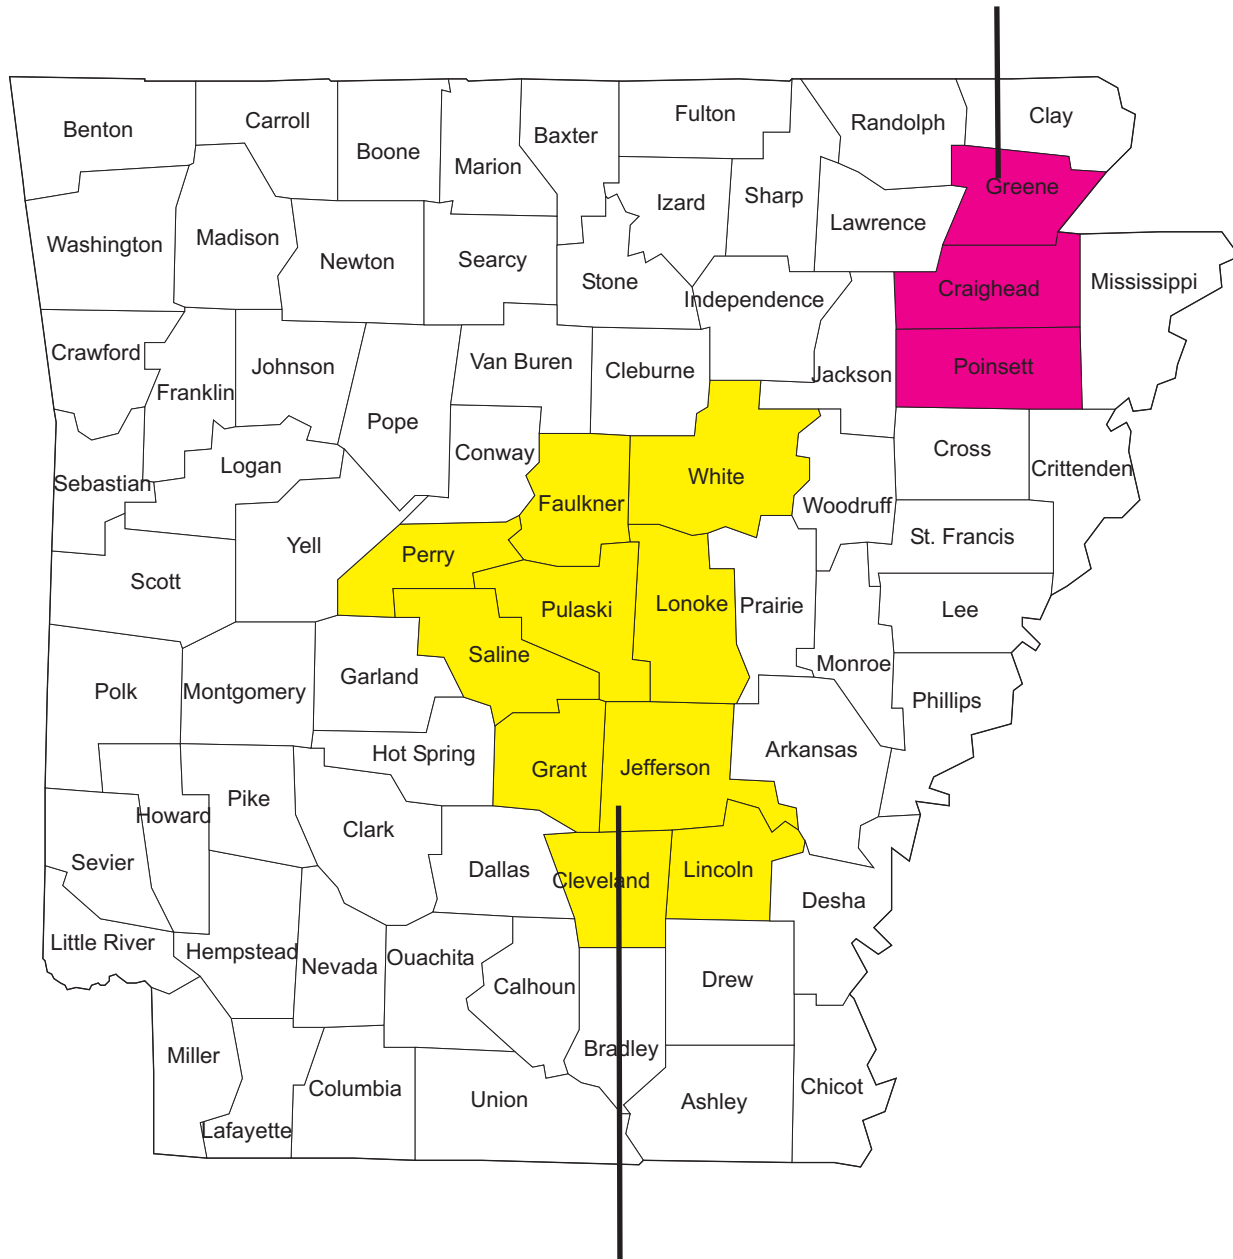 Benton
Carroll
Boone
Marion
Baxter
Fulton
Randolph
Clay
Greene
Washington
Madison
Newton
Searcy
Stone
Izard
Sharp
Lawrence
Independence
Craighead
Mississippi
Crawford
Franklin
Johnson
Pope
Van Buren
Cleburne
Jackson
Poinsett
Sebastian
Logan
Conway
Faulkner
White
Woodruff
Cross
Crittenden
Scott
Yell
Perry
Pulaski
Lonoke
Prairie
St. Francis
Lee
Polk
Montgomery
Garland
Saline
Monroe
Phillips
Hot Spring
Grant
Jefferson
Arkansas
Howard
Pike
Clark
Dallas
Cleveland
Lincoln
Desha
Sevier
Little River
Hempstead
Nevada
Ouachita
Calhoun
Bradley
Drew
Miller
Lafayette
Columbia
Union
Ashley
Chicot